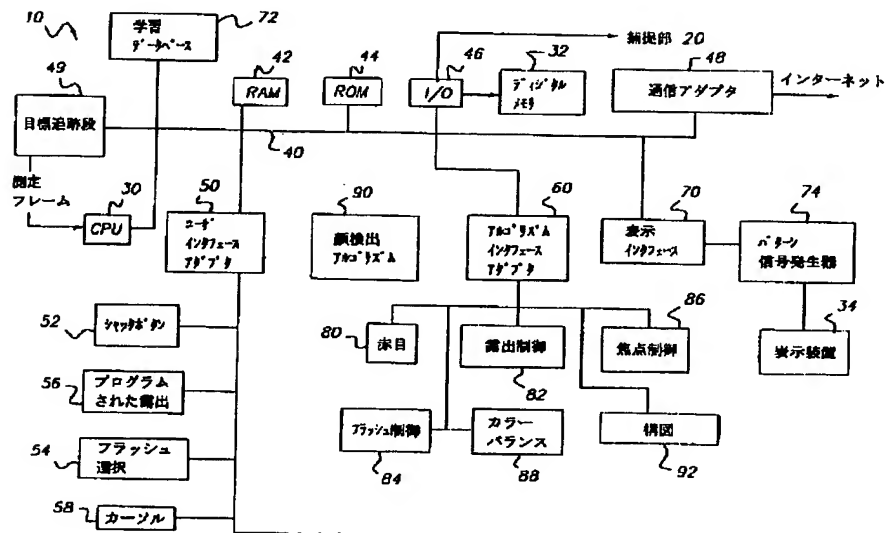 10
学習
データベース
72
49
42
44
46
捕捉部 20
32
48
RAM
ROM
I/O
ディジタル
メモリ
通信アダプタ
インターネット
目標追跡段
40
測定
フレーム
30
CPU
50
ユーザ
インタフェース
アダプタ
90
顔検出
アルゴリズム
60
アルゴリズム
インタフェース
アダプタ
70
表示
インタフェース
74
パターン
信号発生器
52
シャッタボタン
80
赤目
露出制御
82
86
焦点制御
34
表示装置
56
プログラム
された露出
54
フラッシュ
選択
フラッシュ制御
84
カラー
バランス
88
構図
92
58
カーソル